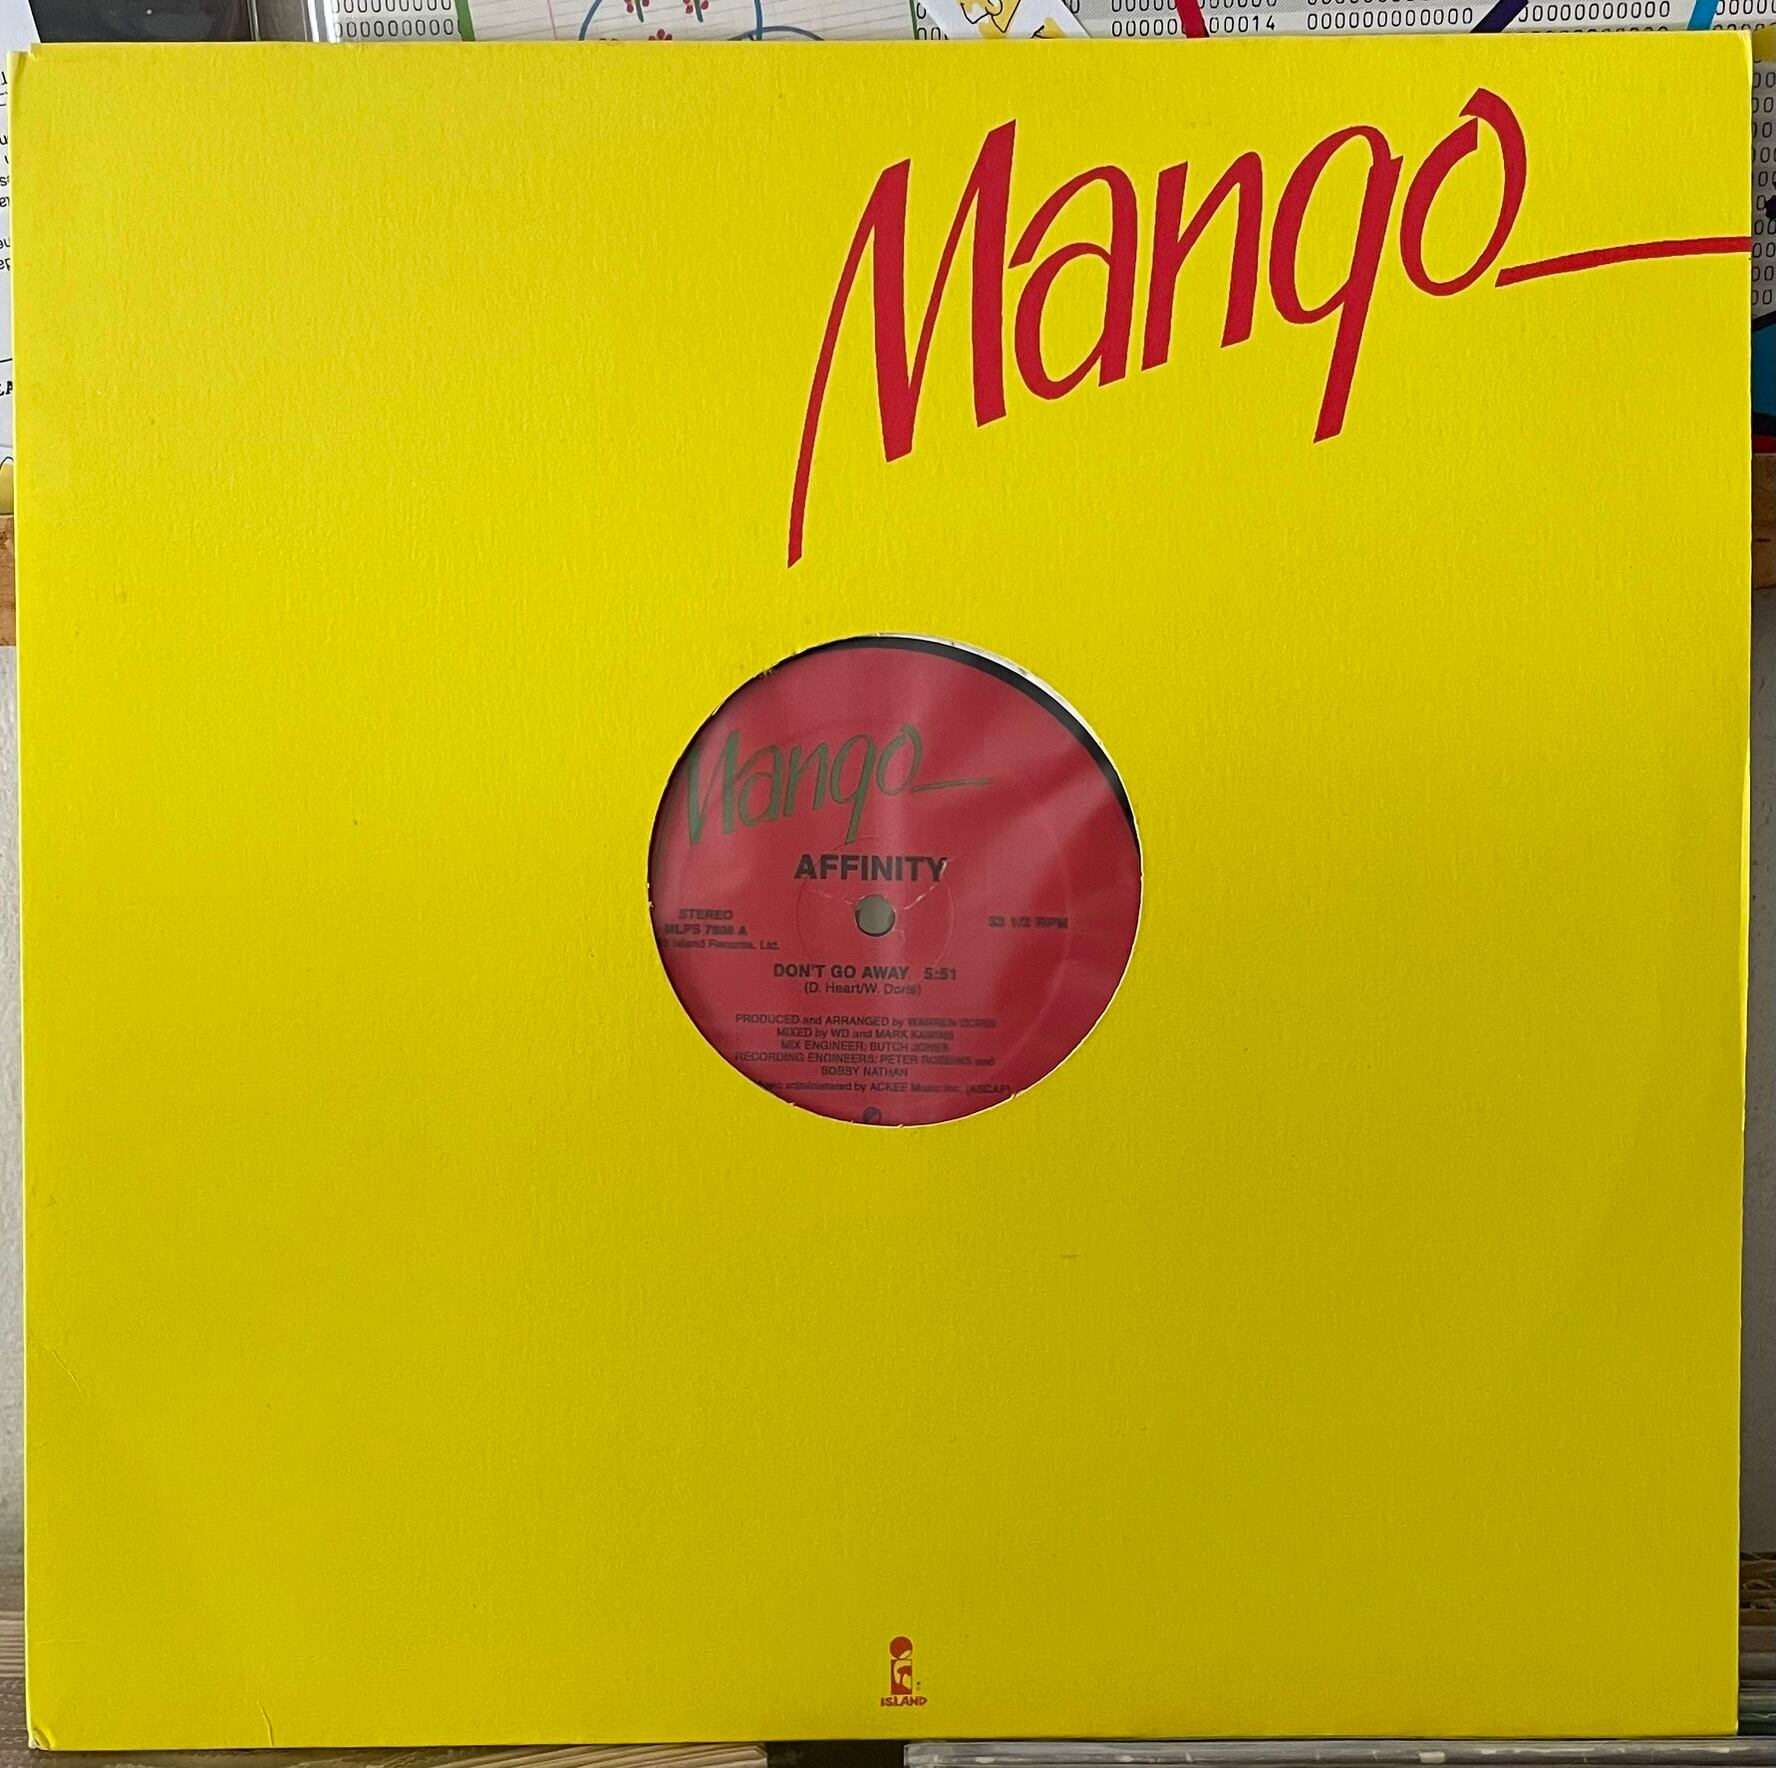 Mango
Mango
AFFINITY
STEREO
33 1/3 RPM
Island Records, Ltd.
DON'T GO AWAY 5:51
(D. Heart/W. Doris)
PRODUCED and ARRANGED by WARREN DORIS
MIXED by WD and MARK KAMINS
MIX ENGINEER: BUTCH JONES
RECORDING ENGINEERS: PETER ROBBINS and
BOBBY NATHAN
administered by ACKEE Music Inc. (ASCAP)
ISLAND